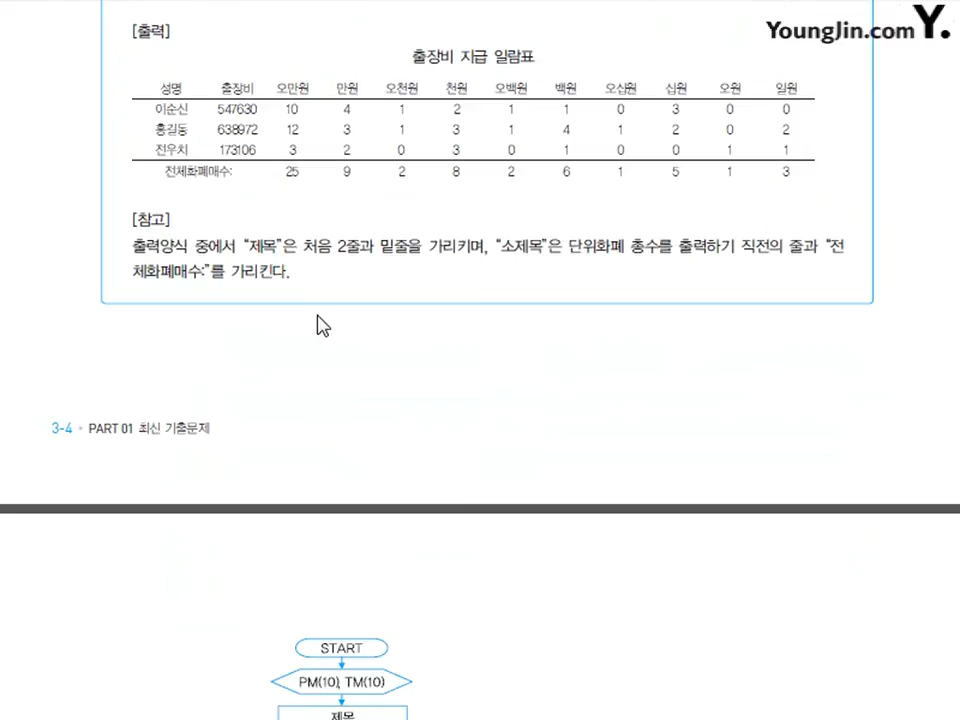 YoungJin.com Y.
[출력]
출장비 지급 일람표
성명 출장비 오만원 만원 오천원 천원 오백원 백원 오십원 십원 오원 일원
이순신 547630 10 4 1 2 1 1 0 3 0 0
홍길동 638972 12 3 1 3 1 4 1 2 0 2
전우치 173106 3 2 0 3 0 1 0 0 1 1
전체화폐매수: 25 9 2 8 2 6 1 5 1 3
[참고]
출력양식 중에서 “제목”은 처음 2줄과 밑줄을 가리키며, “소제목”은 단위화폐 총수를 출력하기 직전의 줄과 “전
체화폐매수:”를 가리킨다.
3-4 • PART 01 최신 기출문제
START
PM(10), TM(10)
제목